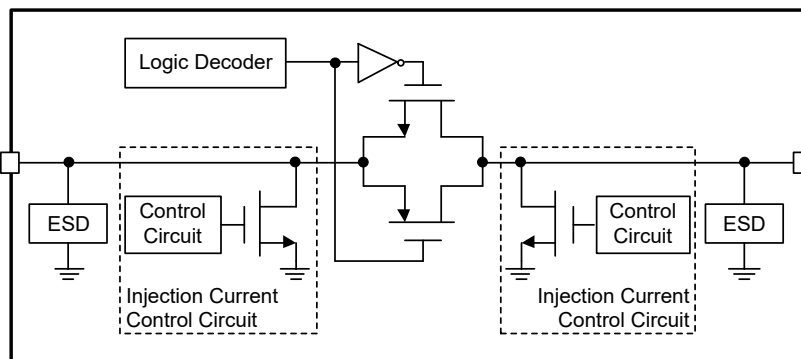 Logic Decoder
ESD
Control
Circuit
Injection Current
Control Circuit
Control
Circuit
ESD
Injection Current
Control Circuit